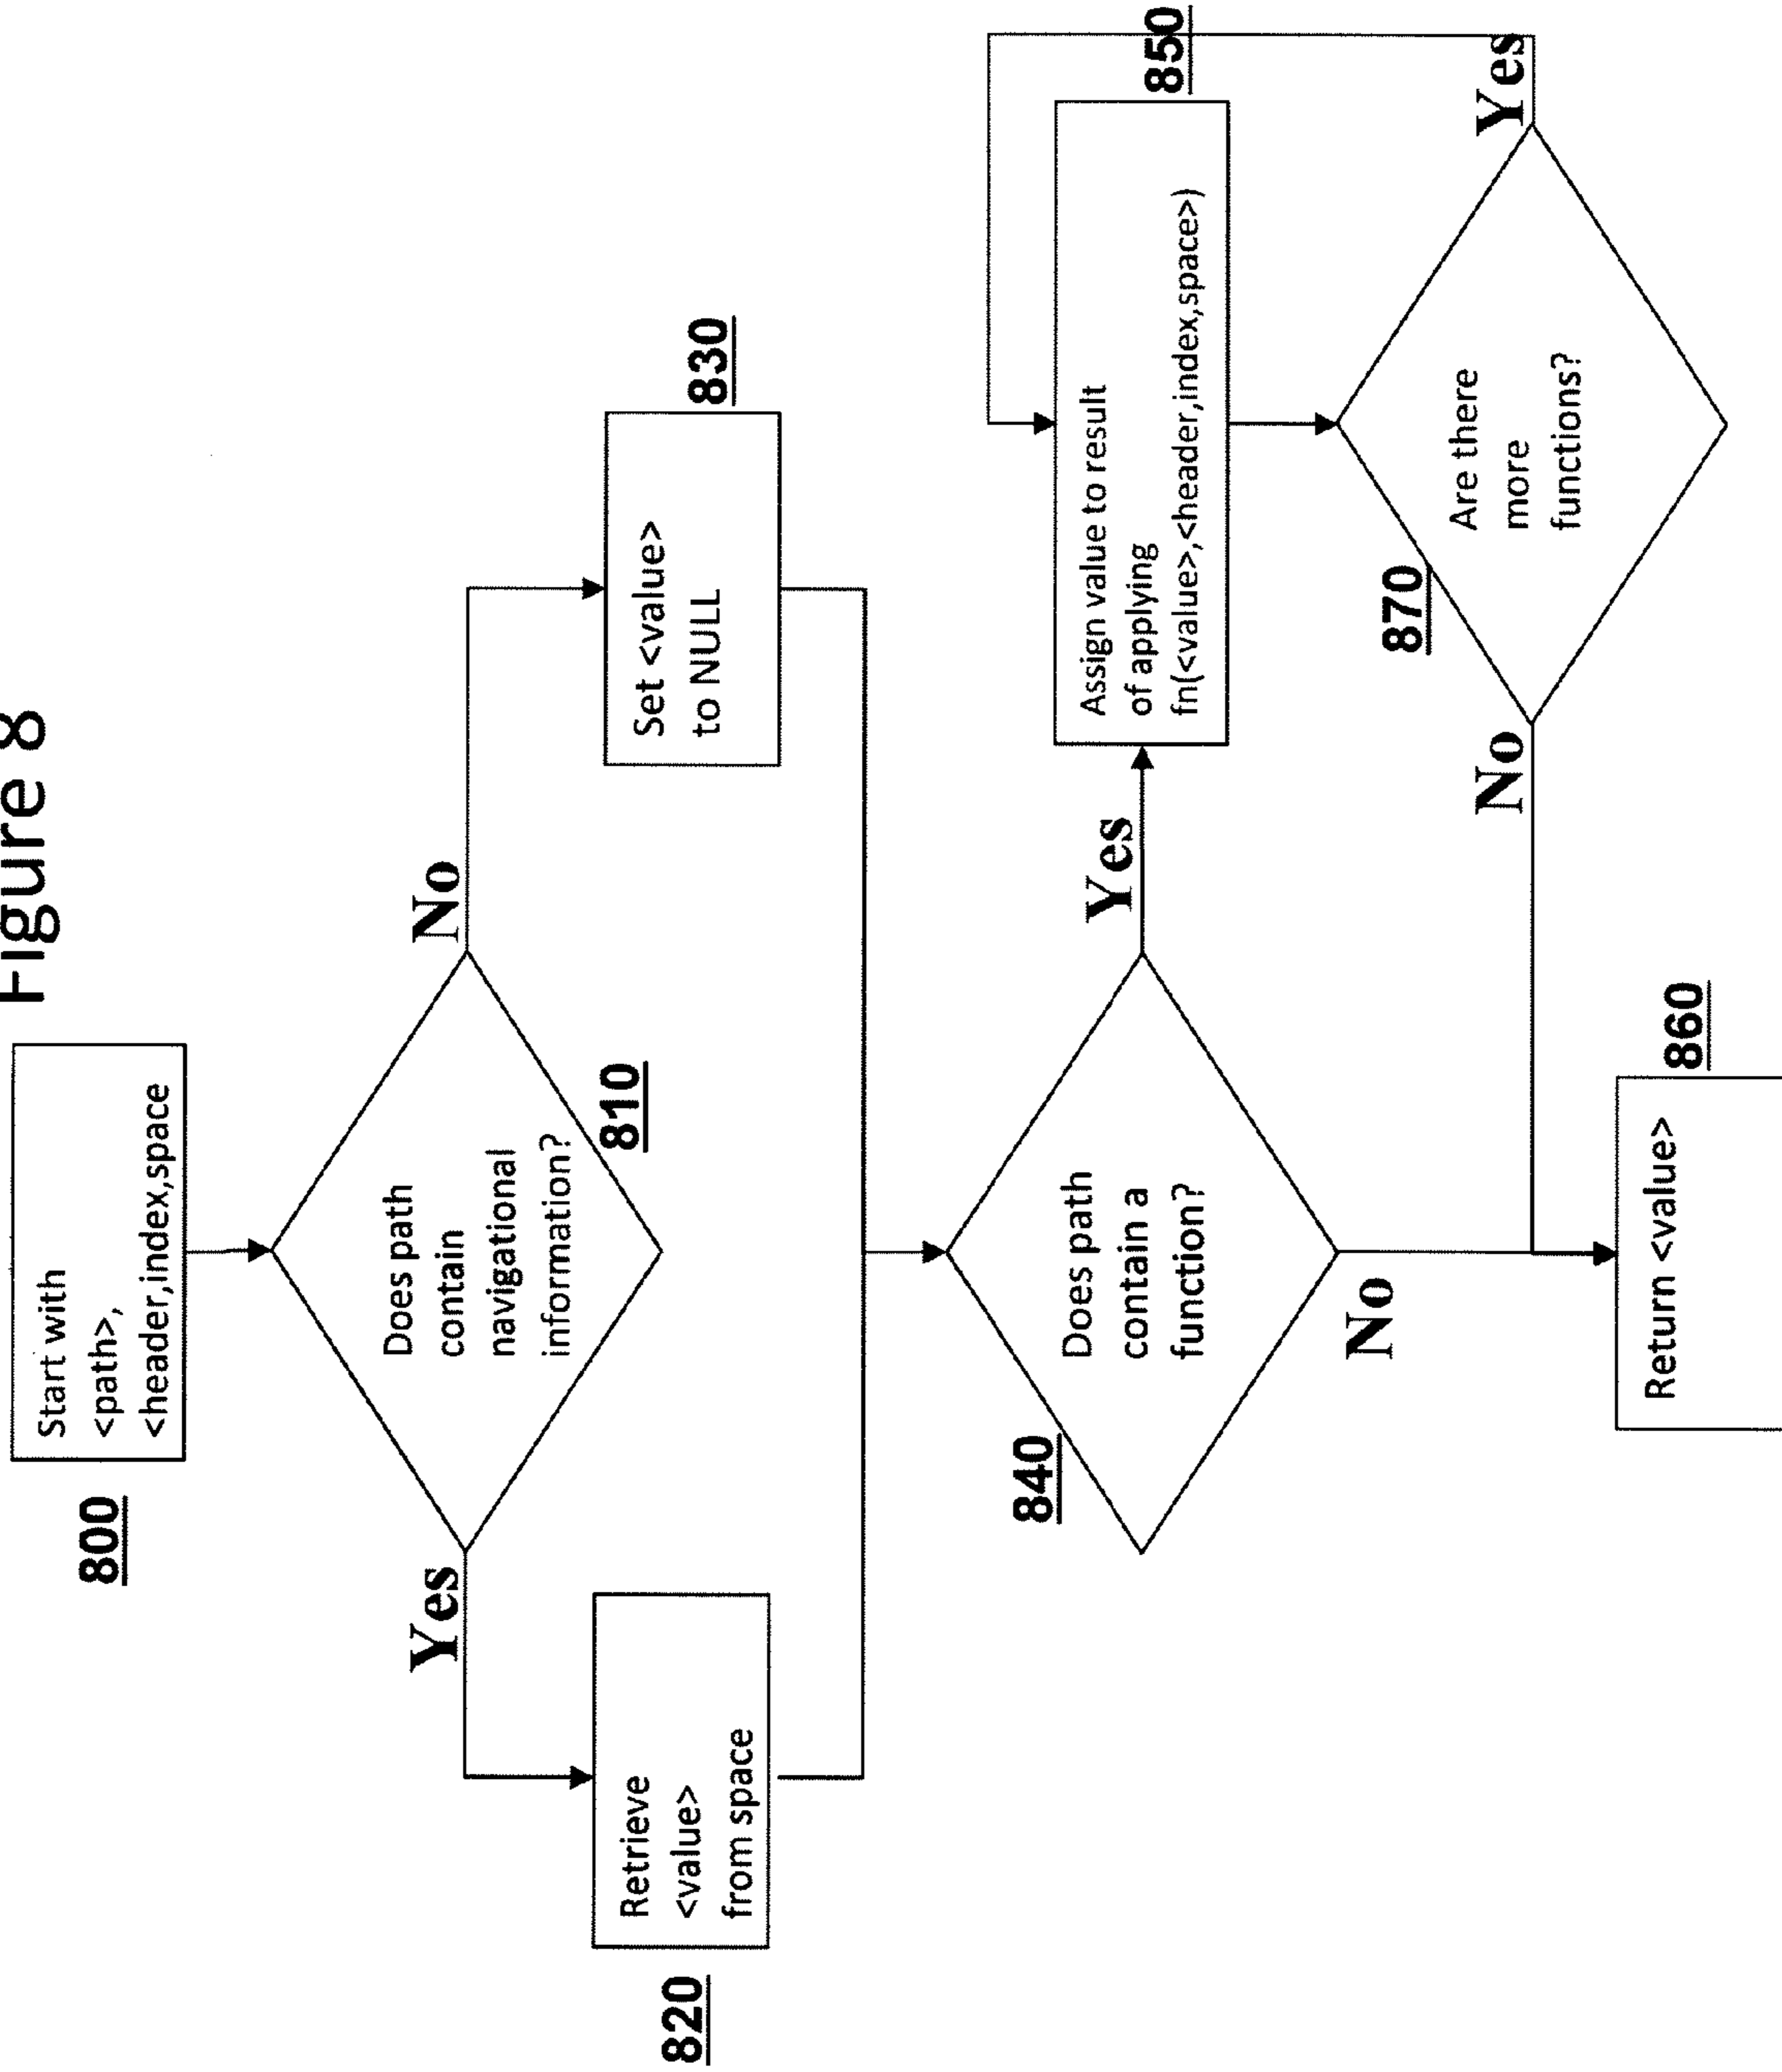 Figure 8
800
Start with
<path>,
<header,index,space
Does path
contain
navigational
information?
810
Yes
No
820
Retrieve
<value>
from space
Set <value>
to NULL
830
840
Does path
contain a
function?
Yes
No
Assign value to result
of applying
fn(<value>,<header,index,space>)
850
870
Are there
more
functions?
Yes
No
Return <value>
860